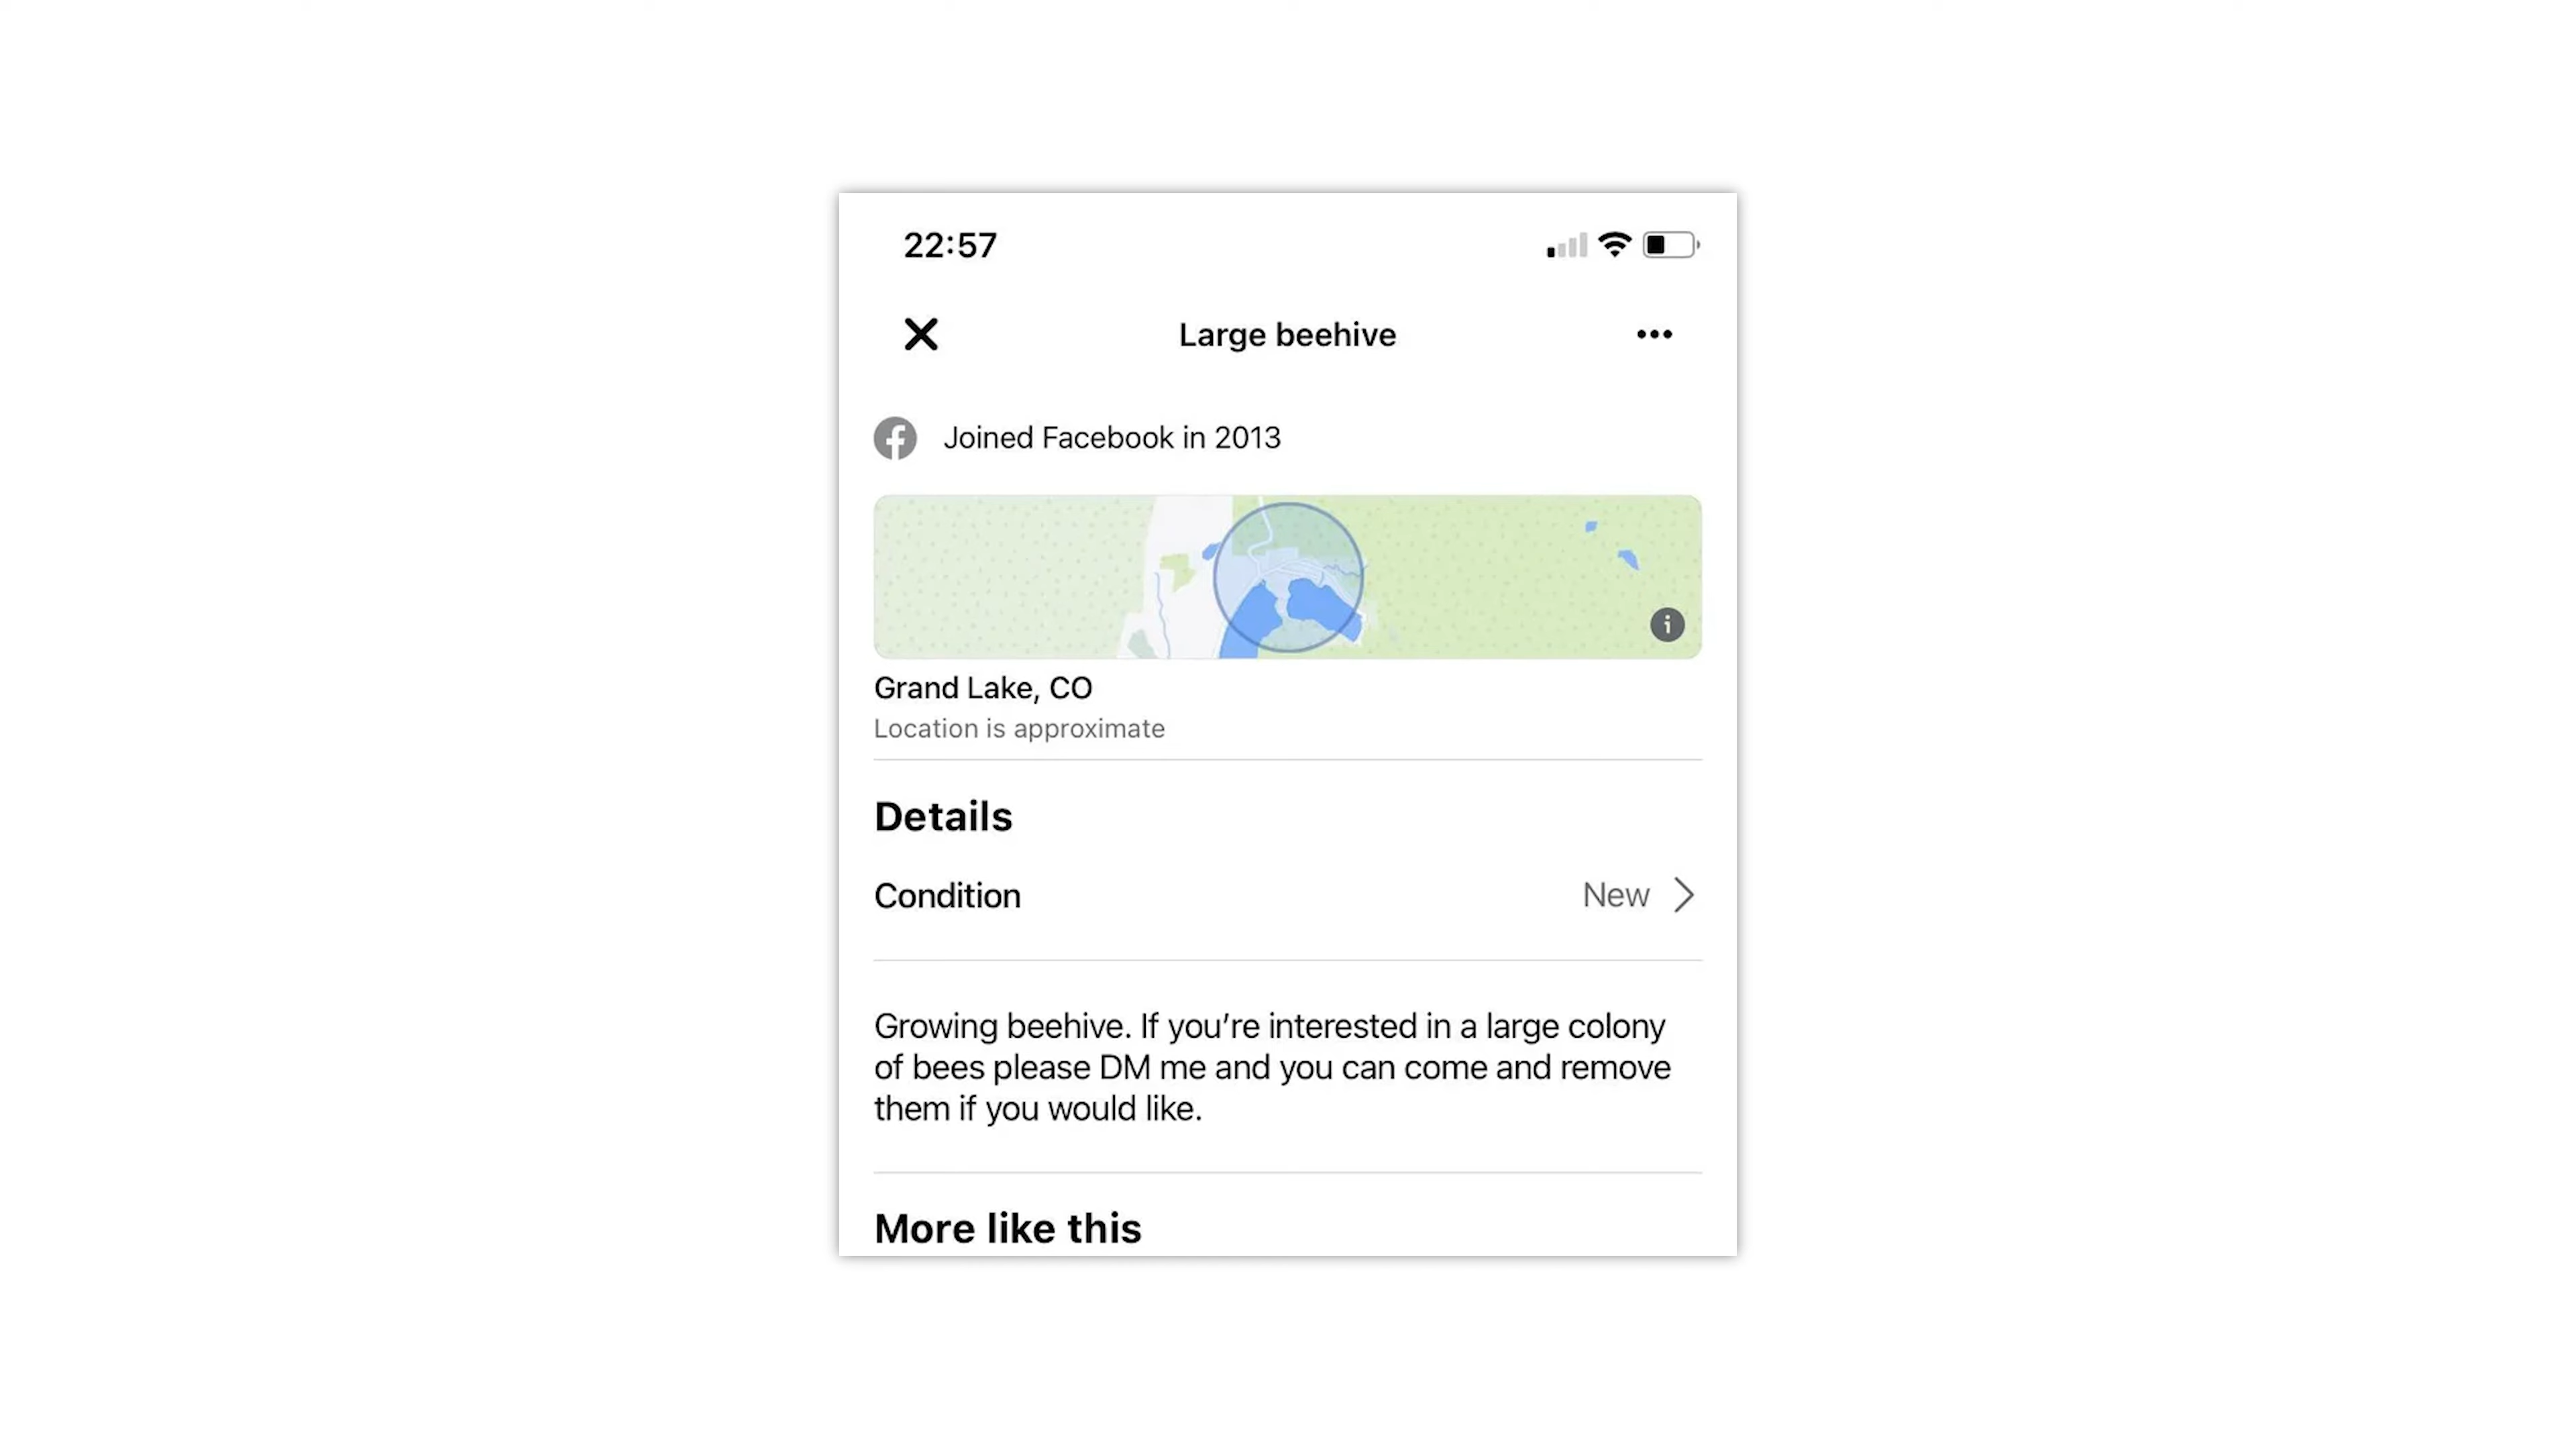 22:57
Large beehive
Joined Facebook in 2013
Grand Lake, CO
Location is approximate
Details
Condition
New
Growing beehive. If you’re interested in a large colony
of bees please DM me and you can come and remove
them if you would like.
More like this